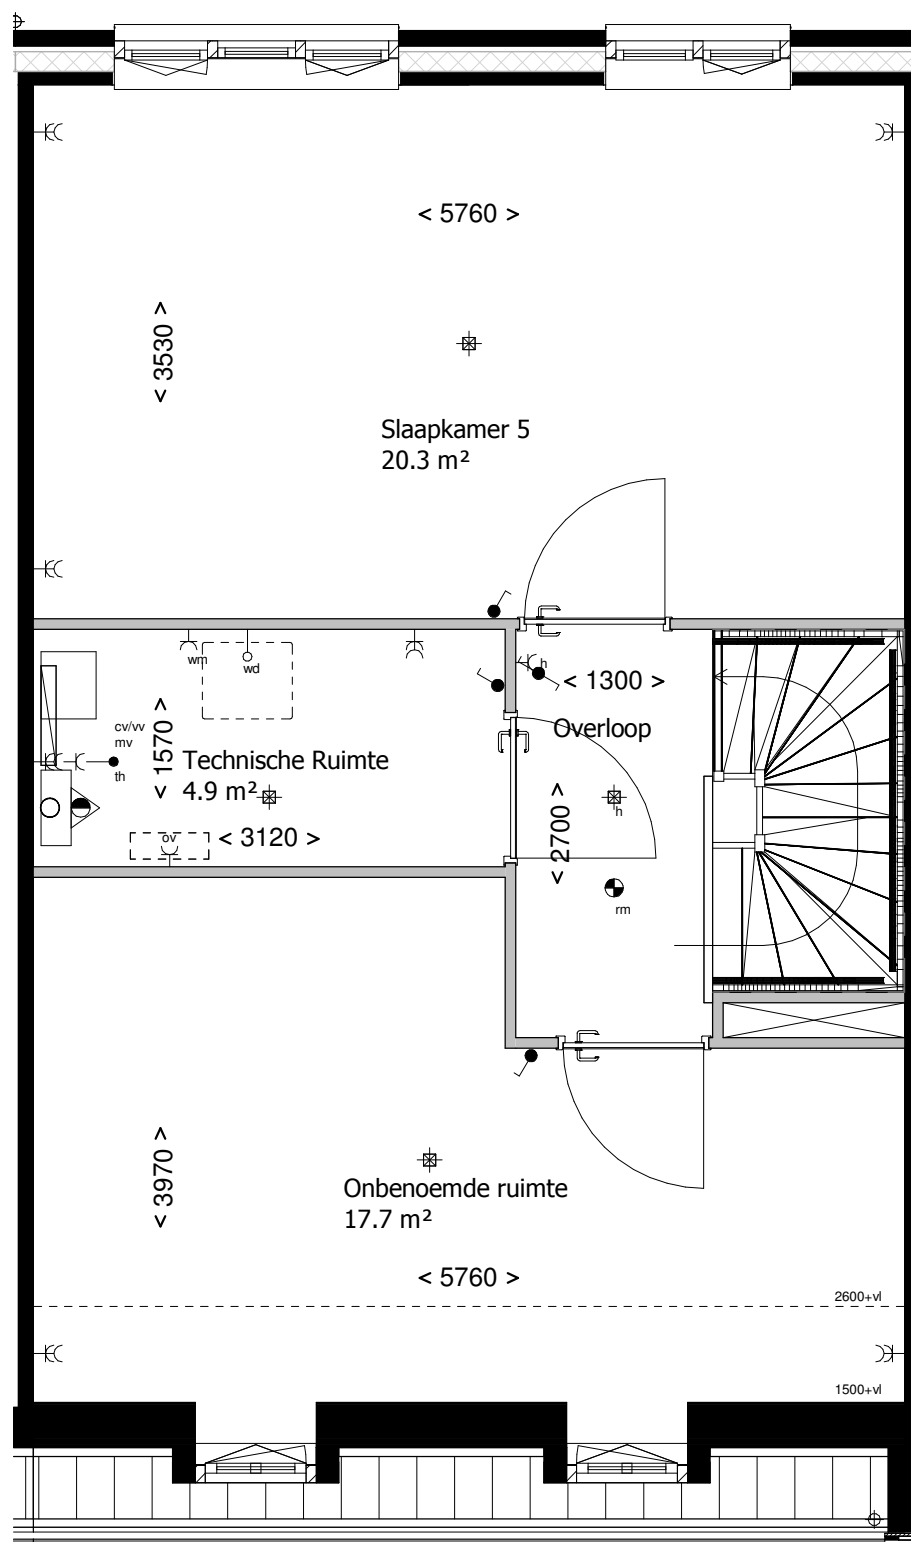 < 5760 >
< 3530 >
Slaapkamer 5
20.3 m²
wm
wd
h
< 1300 >
Overloop
cv/vv
mv
th
< 1570 >
Technische Ruimte
4.9 m²
< 3120 >
ov
< 2700 >
h
rm
< 3970 >
Onbenoemde ruimte
17.7 m²
< 5760 >
2600+vl
1500+vl